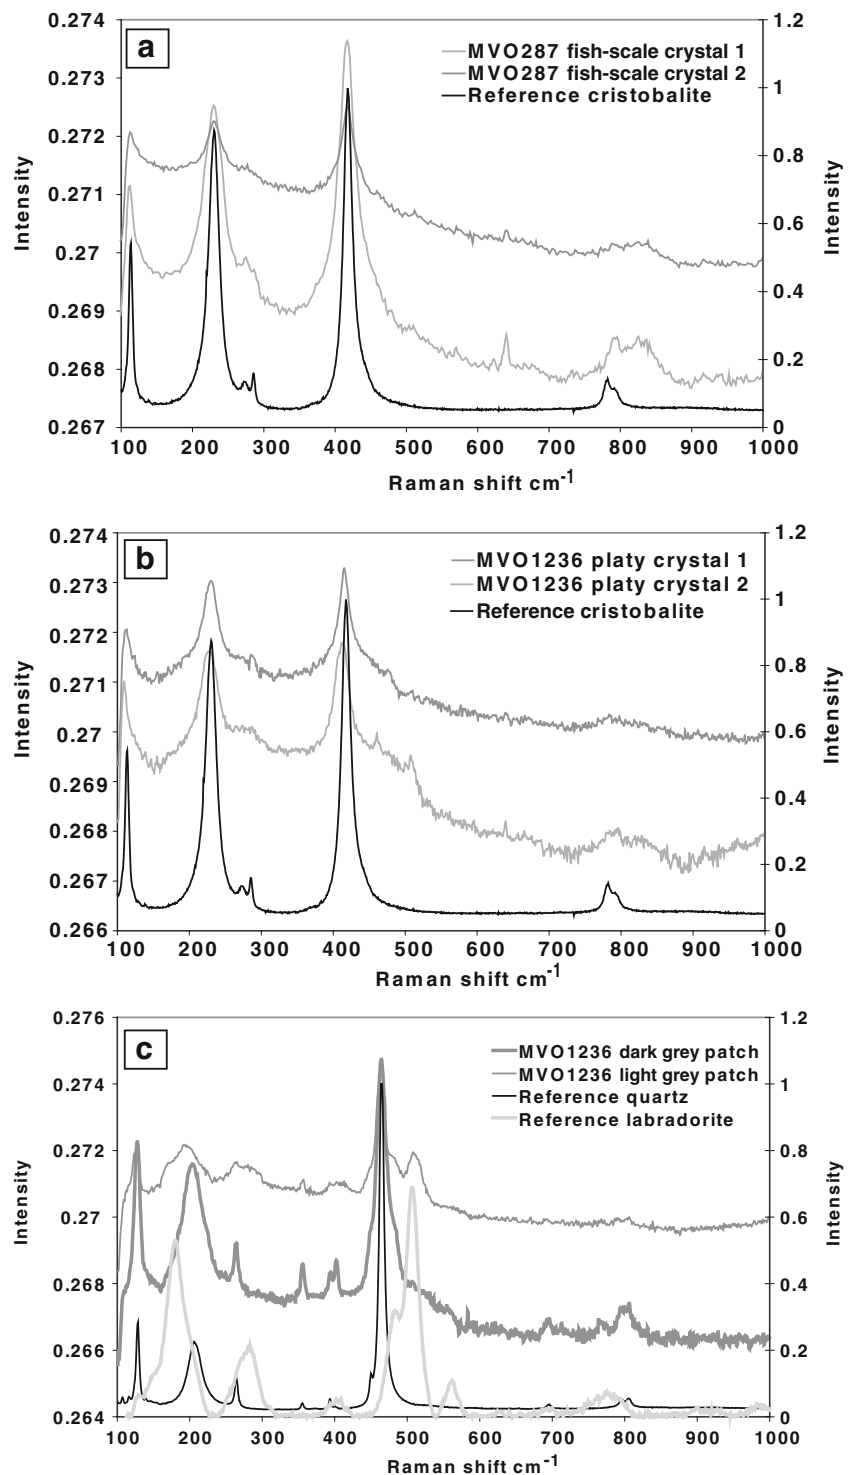 a
MVO287 fish-scale crystal 1
MVO287 fish-scale crystal 2
Reference cristobalite
0.274
0.273
0.272
0.271
0.27
0.269
0.268
0.267
Intensity
1.2
1
0.8
0.6
0.4
0.2
0
Intensity
100 200 300 400 500 600 700 800 900 1000
Raman shift cm-1
b
MVO1236 platy crystal 1
MVO1236 platy crystal 2
Reference cristobalite
0.274
0.273
0.272
0.271
0.27
0.269
0.268
0.267
0.266
Intensity
1.2
1
0.8
0.6
0.4
0.2
0
Intensity
100 200 300 400 500 600 700 800 900 1000
Raman shift cm-1
c
MVO1236 dark grey patch
MVO1236 light grey patch
Reference quartz
Reference labradorite
0.276
0.274
0.272
0.27
0.268
0.266
0.264
Intensity
1.2
1
0.8
0.6
0.4
0.2
0
Intensity
100 200 300 400 500 600 700 800 900 1000
Raman shift cm-1